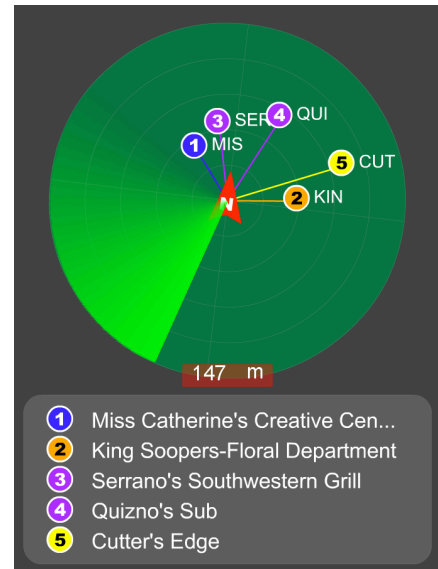 4 QUI
3 SER
1 MIS
5 CUT
2 KIN
N
147 m
1 Miss Catherine's Creative Cen...
2 King Soopers-Floral Department
3 Serrano's Southwestern Grill
4 Quizno's Sub
5 Cutter's Edge